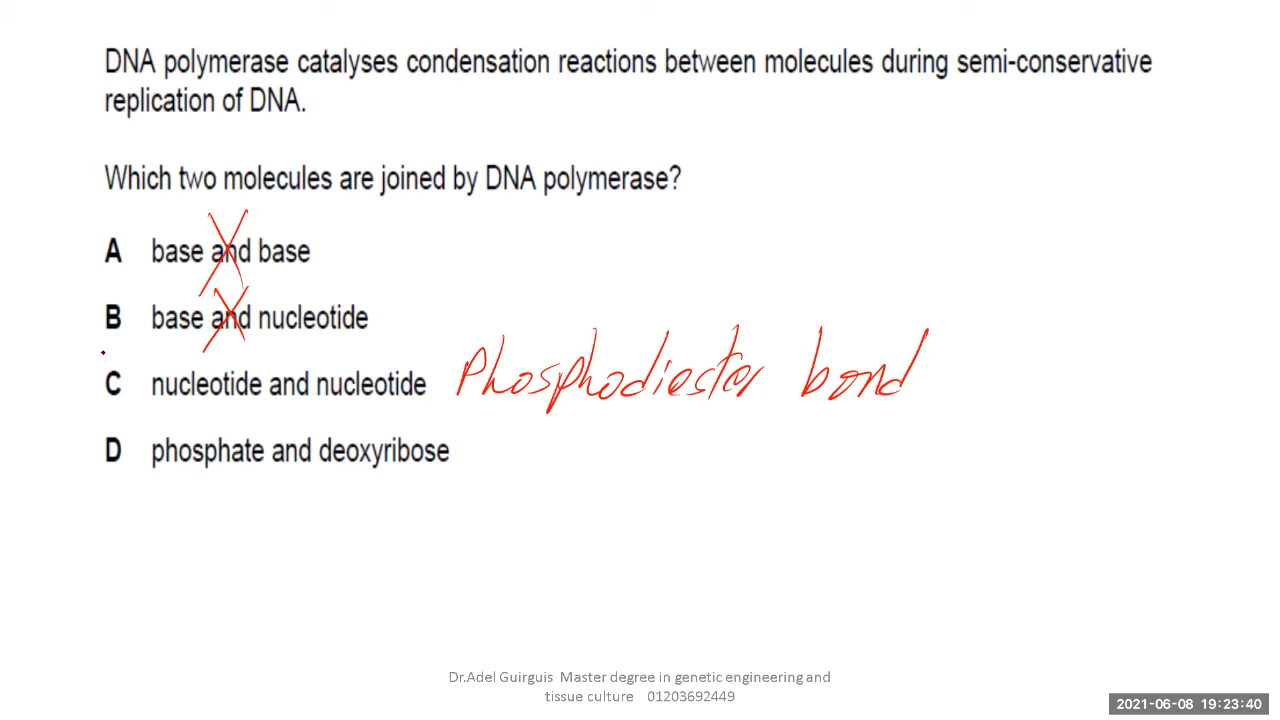 DNA polymerase catalyses condensation reactions between molecules during semi-conservative
replication of DNA.
Which two molecules are joined by DNA polymerase?
A base and base
B base and nucleotide
C nucleotide and nucleotide Phosphodiester bond
D phosphate and deoxyribose
Dr.Adel Guirguis Master degree in genetic engineering and
tissue culture 01203692449
2021-06-08 19:23:40